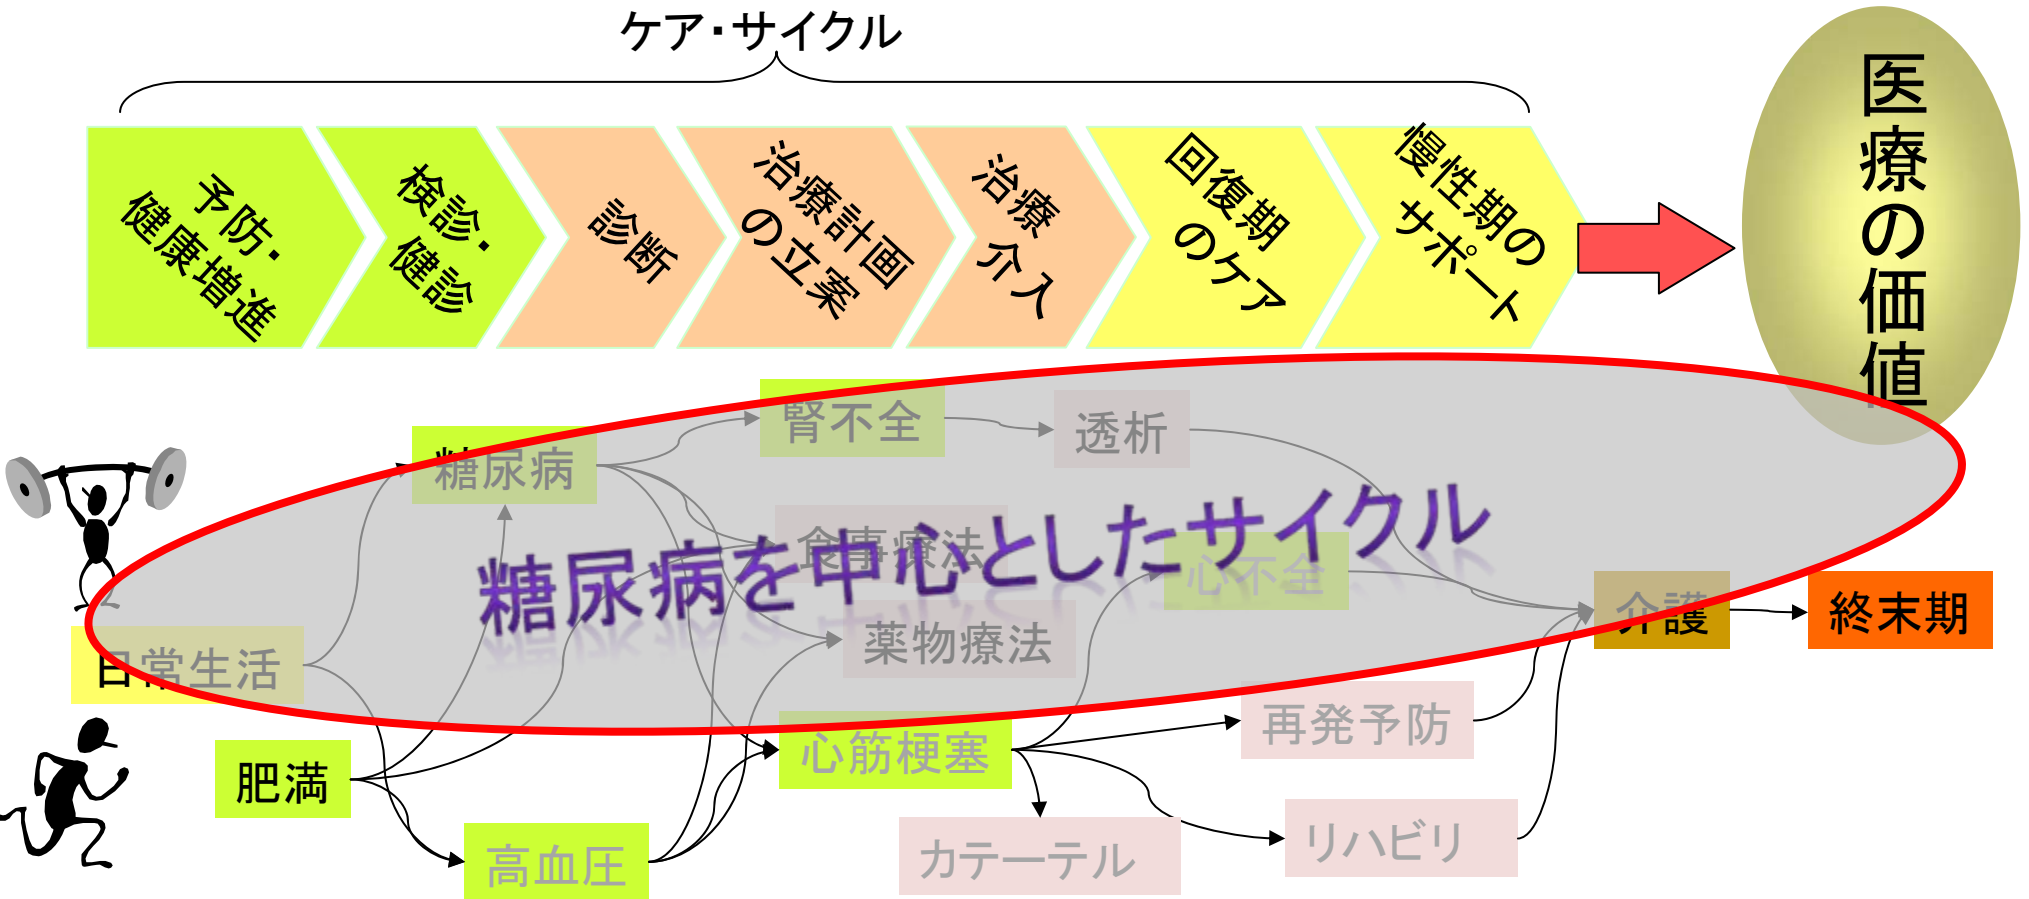 ケア・サイクル
予防・
健康増進
検診・
健診
診断
治療計画
の立案
治療
介入
回復期
のケア
慢性期の
サポート
医療の価値
腎不全
透析
糖尿病
糖尿病を中心としたサイクル
食事療法
心不全
薬物療法
介護
終末期
日常生活
再発予防
心筋梗塞
肥満
リハビリ
カテーテル
高血圧